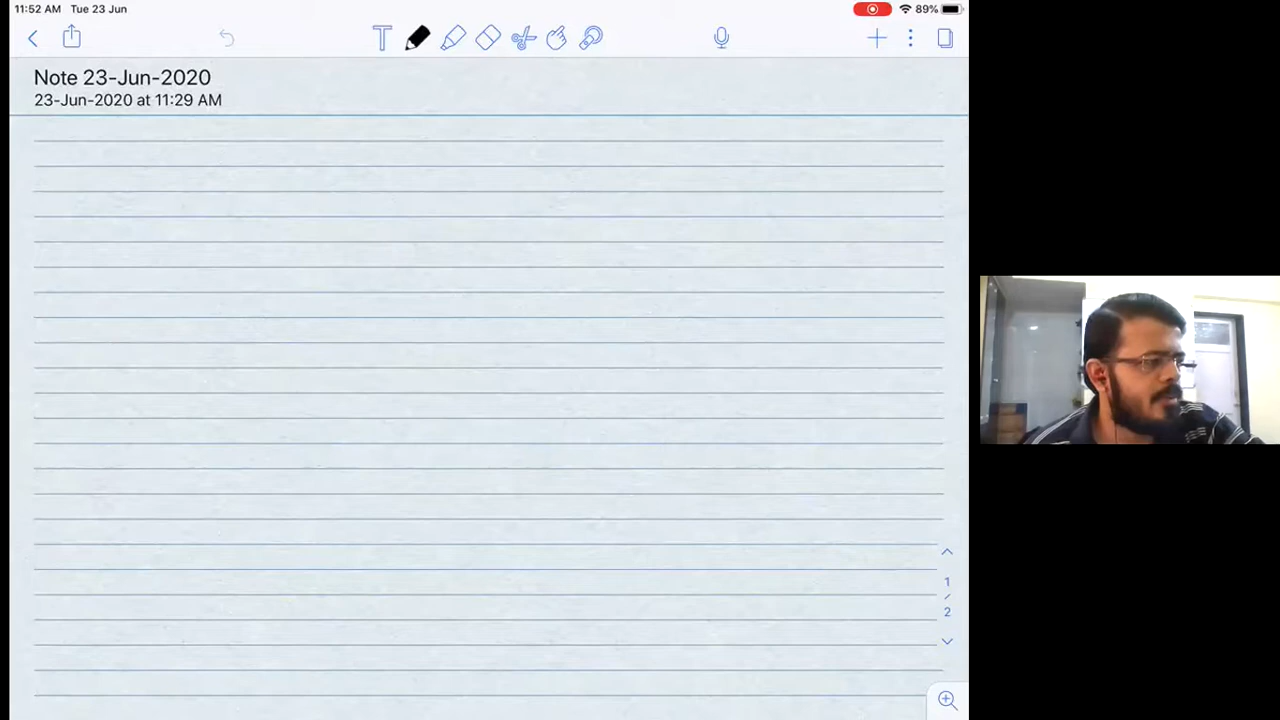 11:52 AM Tue 23 Jun
89%
T
Note 23-Jun-2020
23-Jun-2020 at 11:29 AM
1
/
2